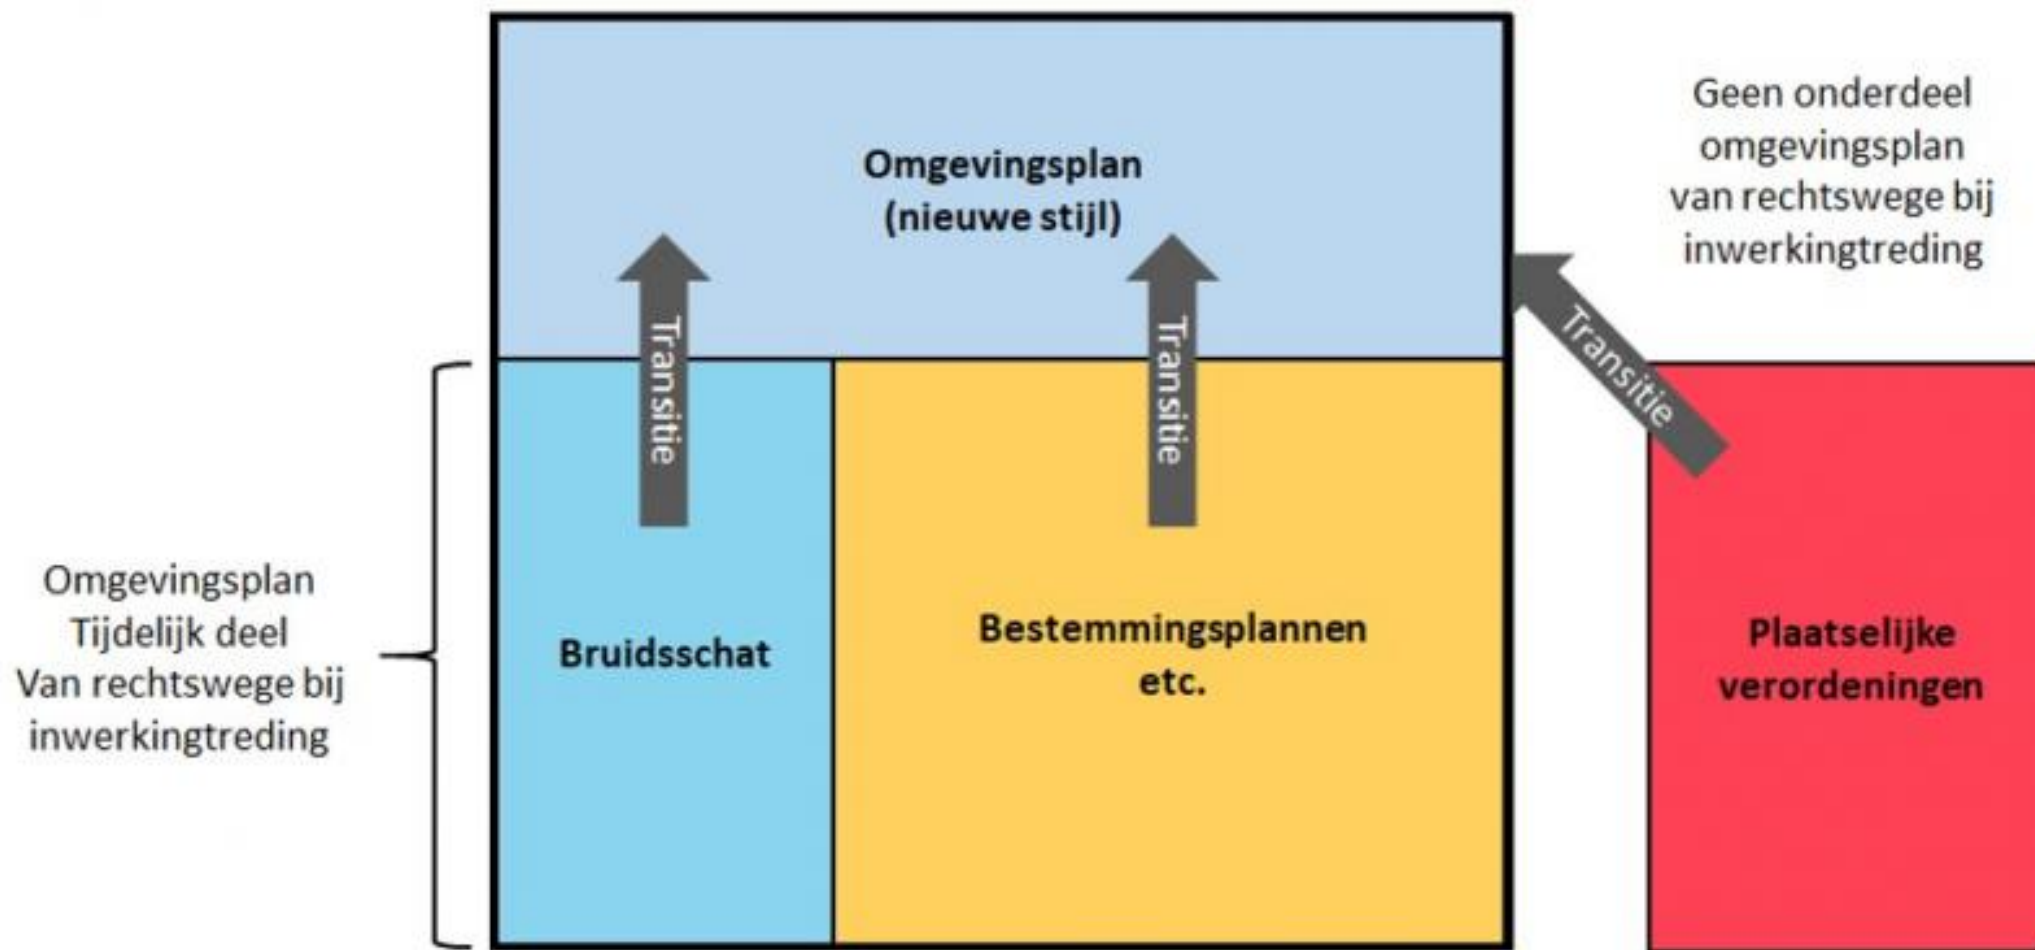 Omgevingsplan
(nieuwe stijl)
Geen onderdeel
omgevingsplan
van rechtswege bij
inwerkingtreding
Transitie
Transitie
Transitie
Omgevingsplan
Tijdelijk deel
Van rechtswege bij
inwerkingtreding
Bruidsschat
Bestemmingsplannen
etc.
Plaatselijke
verordeningen